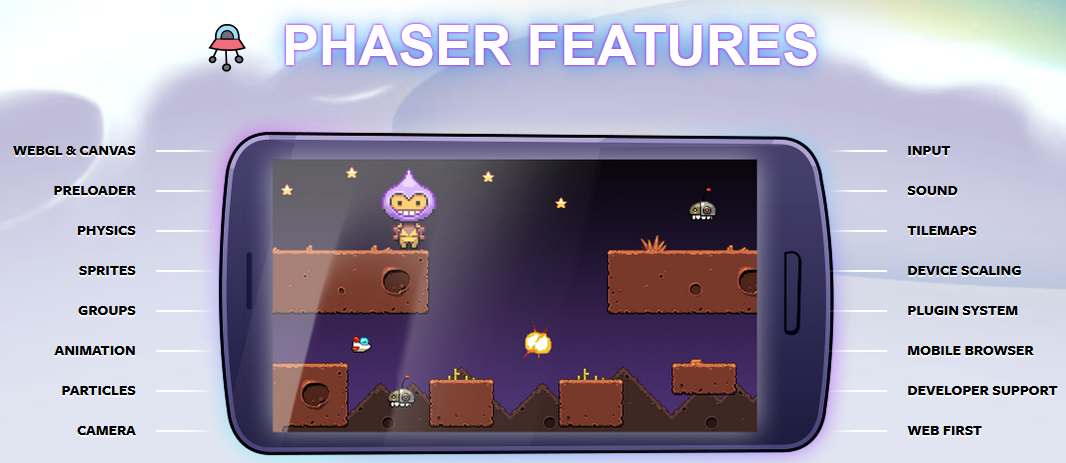 PHASER FEATURES
WEBGL & CANVAS
PRELOADER
PHYSICS
SPRITES
GROUPS
ANIMATION
PARTICLES
CAMERA
INPUT
SOUND
TILEMAPS
DEVICE SCALING
PLUGIN SYSTEM
MOBILE BROWSER
DEVELOPER SUPPORT
WEB FIRST